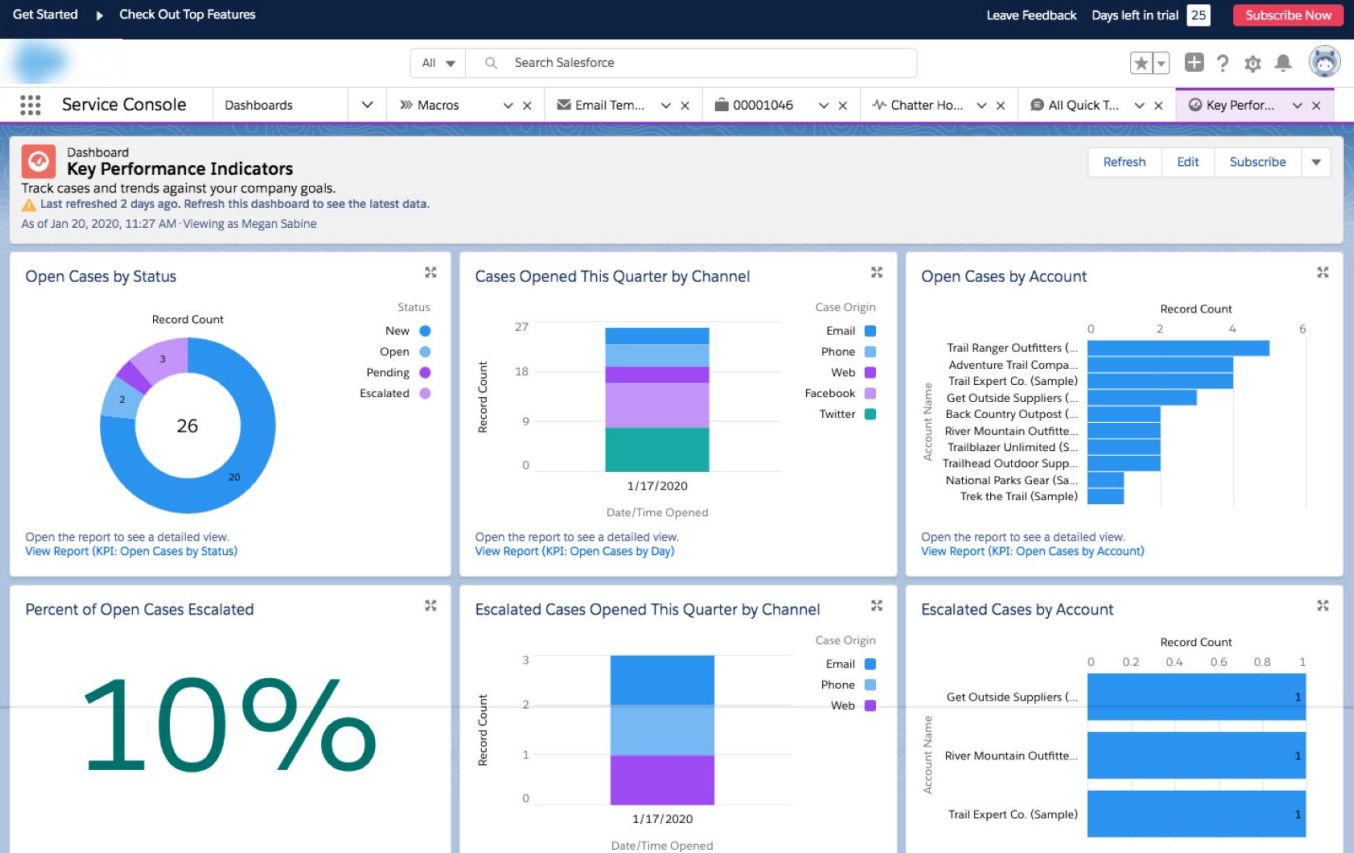 Get Started ▶ Check Out Top Features
Leave Feedback Days left in trial 25 Subscribe Now
All Search Salesforce
Service Console Dashboards Macros Email Tem... 00001046 Chatter Ho... All Quick T... Key Perfor...
Dashboard
Key Performance Indicators
Refresh Edit Subscribe
Track cases and trends against your company goals.
Last refreshed 2 days ago. Refresh this dashboard to see the latest data.
As of Jan 20, 2020, 11:27 AM·Viewing as Megan Sabine
Open Cases by Status
Record Count
Status
New
Open
Pending
Escalated
3
2
26
20
Open the report to see a detailed view.
View Report (KPI: Open Cases by Status)
Cases Opened This Quarter by Channel
Case Origin
Email
Phone
Web
Facebook
Twitter
Record Count
27
18
9
0
1/17/2020
Date/Time Opened
Open the report to see a detailed view.
View Report (KPI: Open Cases by Day)
Open Cases by Account
Record Count
0 2 4 6
Account Name
Trail Ranger Outfitters (...
Adventure Trail Compa...
Trail Expert Co. (Sample)
Get Outside Suppliers (...
Back Country Outpost (...
River Mountain Outfitte...
Trailblazer Unlimited (S...
Trailhead Outdoor Supp...
National Parks Gear (Sa...
Trek the Trail (Sample)
Open the report to see a detailed view.
View Report (KPI: Open Cases by Account)
Percent of Open Cases Escalated
10%
Escalated Cases Opened This Quarter by Channel
Case Origin
Email
Phone
Web
Record Count
3
2
1
0
1/17/2020
Date/Time Opened
Escalated Cases by Account
Record Count
0 0.2 0.4 0.6 0.8 1
Account Name
Get Outside Suppliers (... 1
River Mountain Outfitte... 1
Trail Expert Co. (Sample) 1